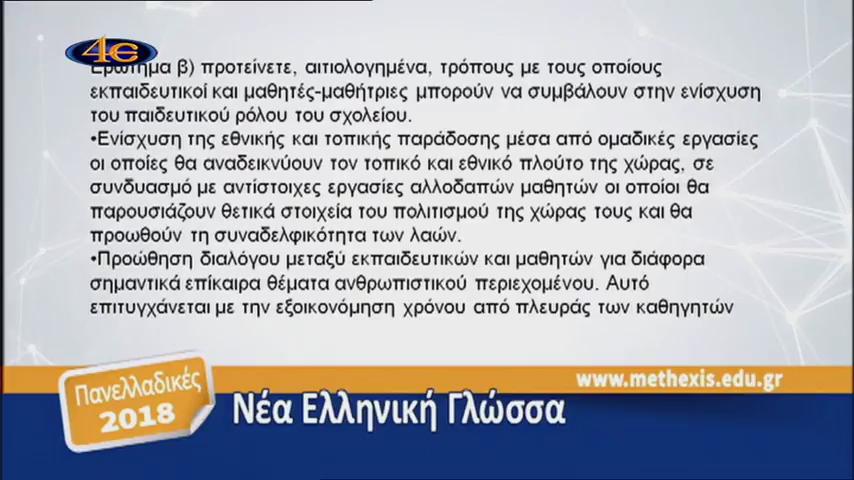 4ε
Ερώτημα β) προτείνετε, αιτιολογημένα, τρόπους με τους οποίους
εκπαιδευτικοί και μαθητές-μαθήτριες μπορούν να συμβάλουν στην ενίσχυση
του παιδευτικού ρόλου του σχολείου.
•Ενίσχυση της εθνικής και τοπικής παράδοσης μέσα από ομαδικές εργασίες
οι οποίες θα αναδεικνύουν τον τοπικό και εθνικό πλούτο της χώρας, σε
συνδυασμό με αντίστοιχες εργασίες αλλοδαπών μαθητών οι οποίοι θα
παρουσιάζουν θετικά στοιχεία του πολιτισμού της χώρας τους και θα
προωθούν τη συναδελφικότητα των λαών.
•Προώθηση διαλόγου μεταξύ εκπαιδευτικών και μαθητών για διάφορα
σημαντικά επίκαιρα θέματα ανθρωπιστικού περιεχομένου. Αυτό
επιτυγχάνεται με την εξοικονόμηση χρόνου από πλευράς των καθηγητών
www.methexis.edu.gr
Πανελλαδικές
2018
Νέα Ελληνική Γλώσσα